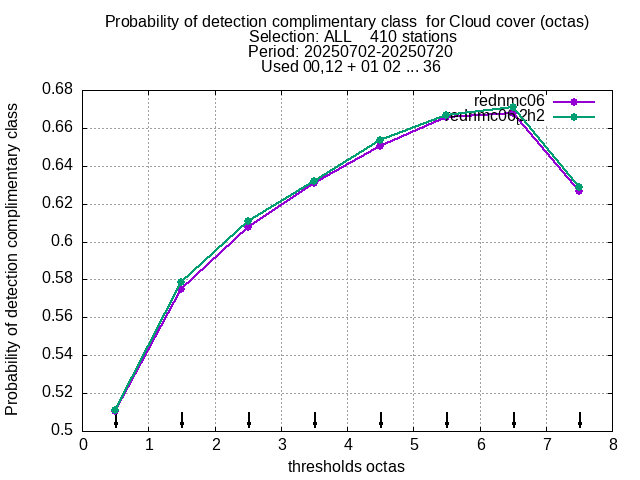 Probability of detection complimentary class  for Cloud cover (octas)
Selection: ALL    410 stations
Period: 20250702-20250720
Used 00,12 + 01 02 ... 36
Probability of detection complimentary class
0.68
0.66
0.64
0.62
0.6
0.58
0.56
0.54
0.52
0.5
rednmc06
rednmc06_2h2
0 1 2 3 4 5 6 7 8
thresholds octas